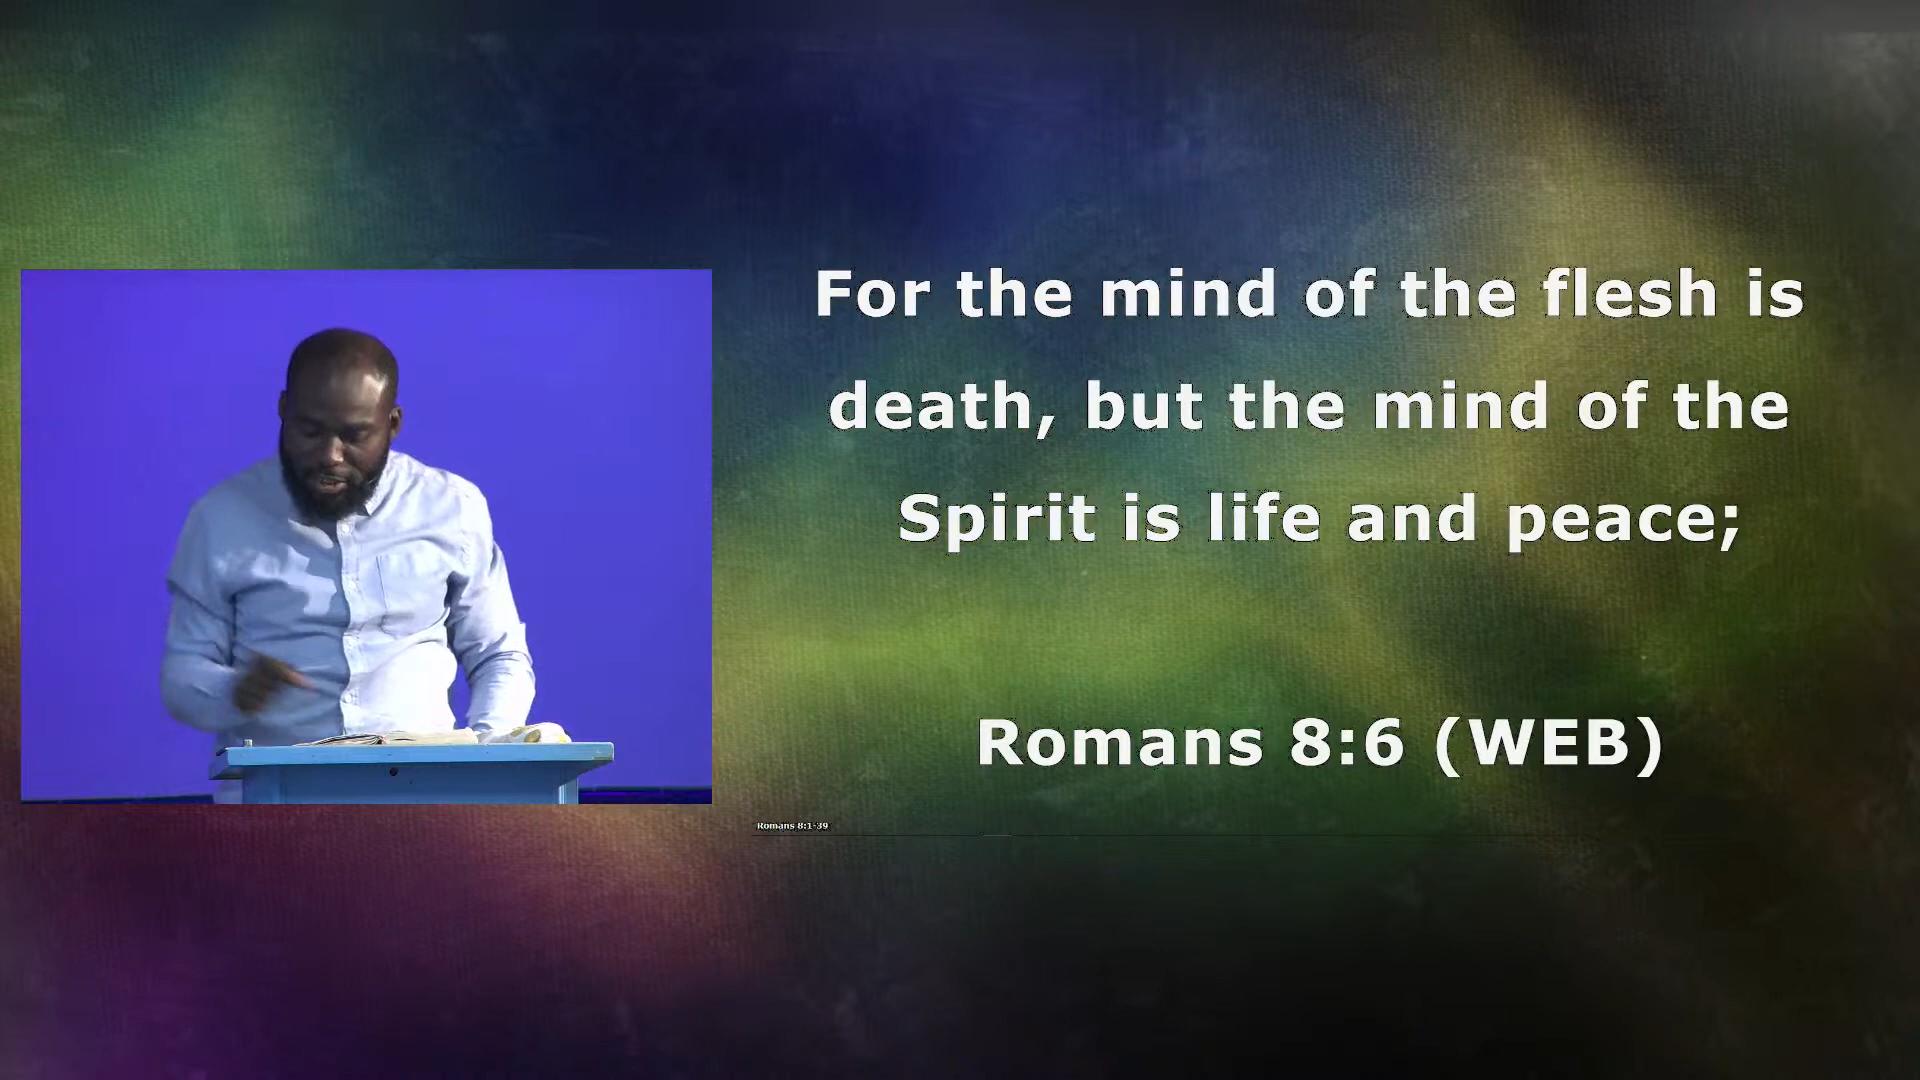 For the mind of the flesh is
death, but the mind of the
Spirit is life and peace;
Romans 8:6 (WEB)
Romans 8:1-39